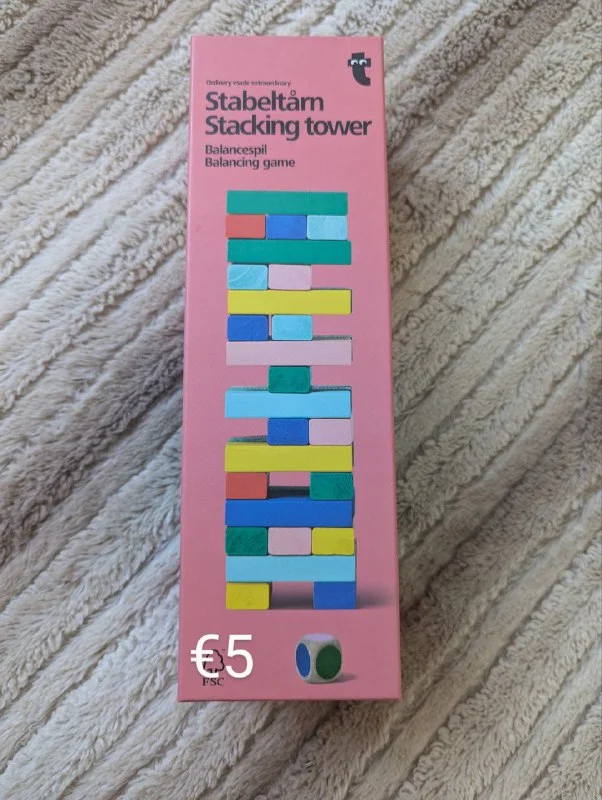 Ordinary made extraordinary
Stabeltårn
Stacking tower
Balancespil
Balancing game
€5
FSC